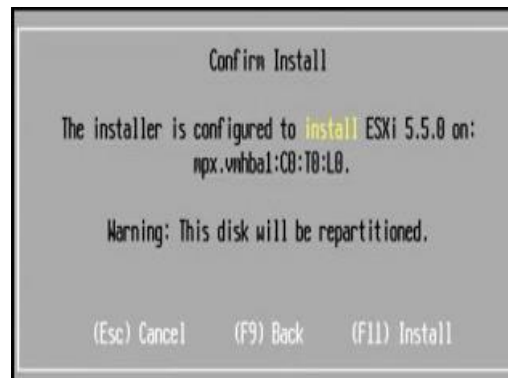 Confirm Install
The installer is configured to install ESXi 5.5.0 on:
mpx.vmhba1:C0:T0:L0.
Warning: This disk will be repartitioned.
(Esc) Cancel (F9) Back (F11) Install